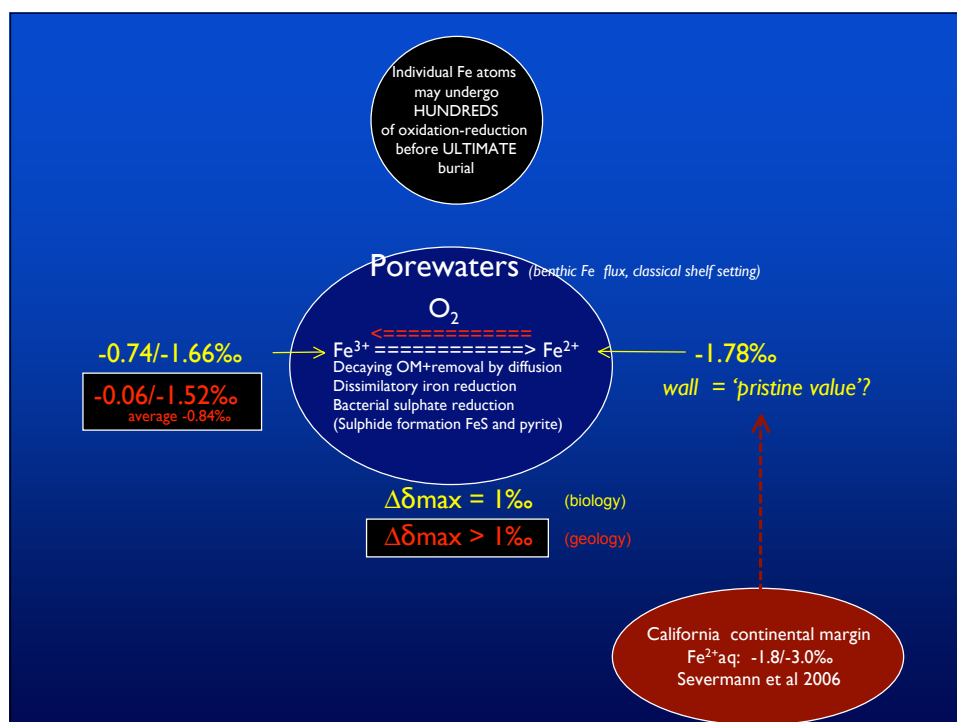 Individual Fe atoms
may undergo
HUNDREDS
of oxidation-reduction
before ULTIMATE
burial
Porewaters (benthic Fe flux, classical shelf setting)
O₂
<============
Fe³⁺ ============> Fe²⁺
-0.74/-1.66‰
-1.78‰
Decaying OM+removal by diffusion
Dissimilatory iron reduction
Bacterial sulphate reduction
(Sulphide formation FeS and pyrite)
-0.06/-1.52‰
average -0.84‰
wall = ‘pristine value’?
Δδmax = 1‰ (biology)
Δδmax > 1‰ (geology)
California continental margin
Fe²⁺aq: -1.8/-3.0‰
Severmann et al 2006